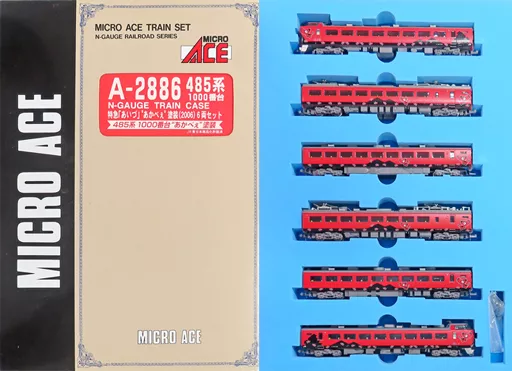 MICRO ACE
MICRO ACE TRAIN SET
N-GAUGE RAILROAD SERIES
MICRO
ACE
A-2886 485系
1000番台
N-GAUGE TRAIN CASE
特急「あいづ」"あかべぇ"塗装(2006) 6両セット
485系 1000番台"あかべぇ"塗装
MICRO ACE